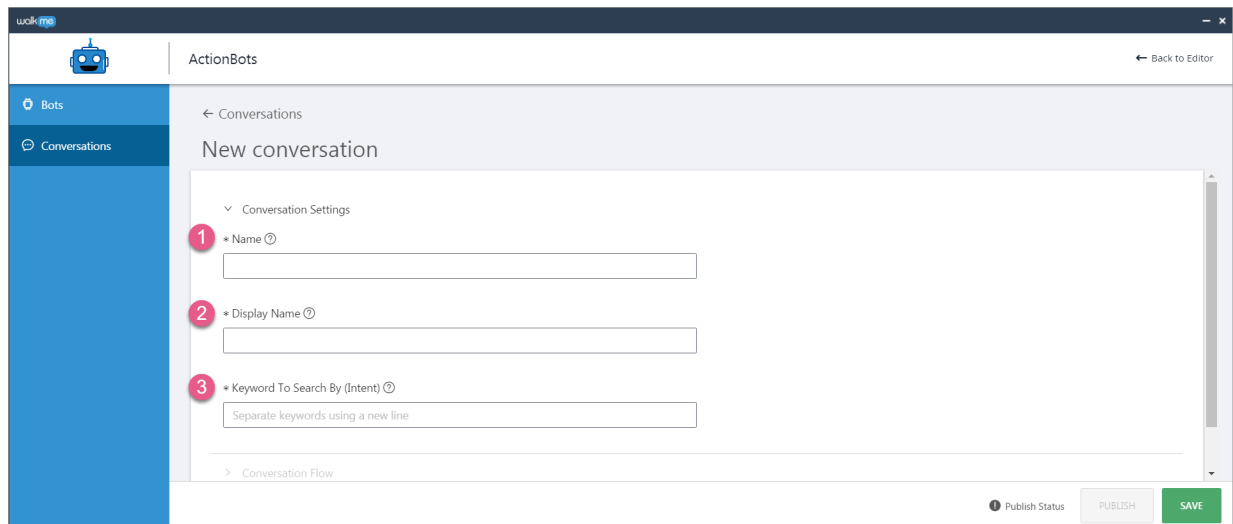 walkme
ActionBots
← Back to Editor
Bots
Conversations
← Conversations
New conversation
Conversation Settings
1 * Name ?
2 * Display Name ?
3 * Keyword To Search By (Intent) ?
Separate keywords using a new line
> Conversation Flow
! Publish Status
PUBLISH
SAVE